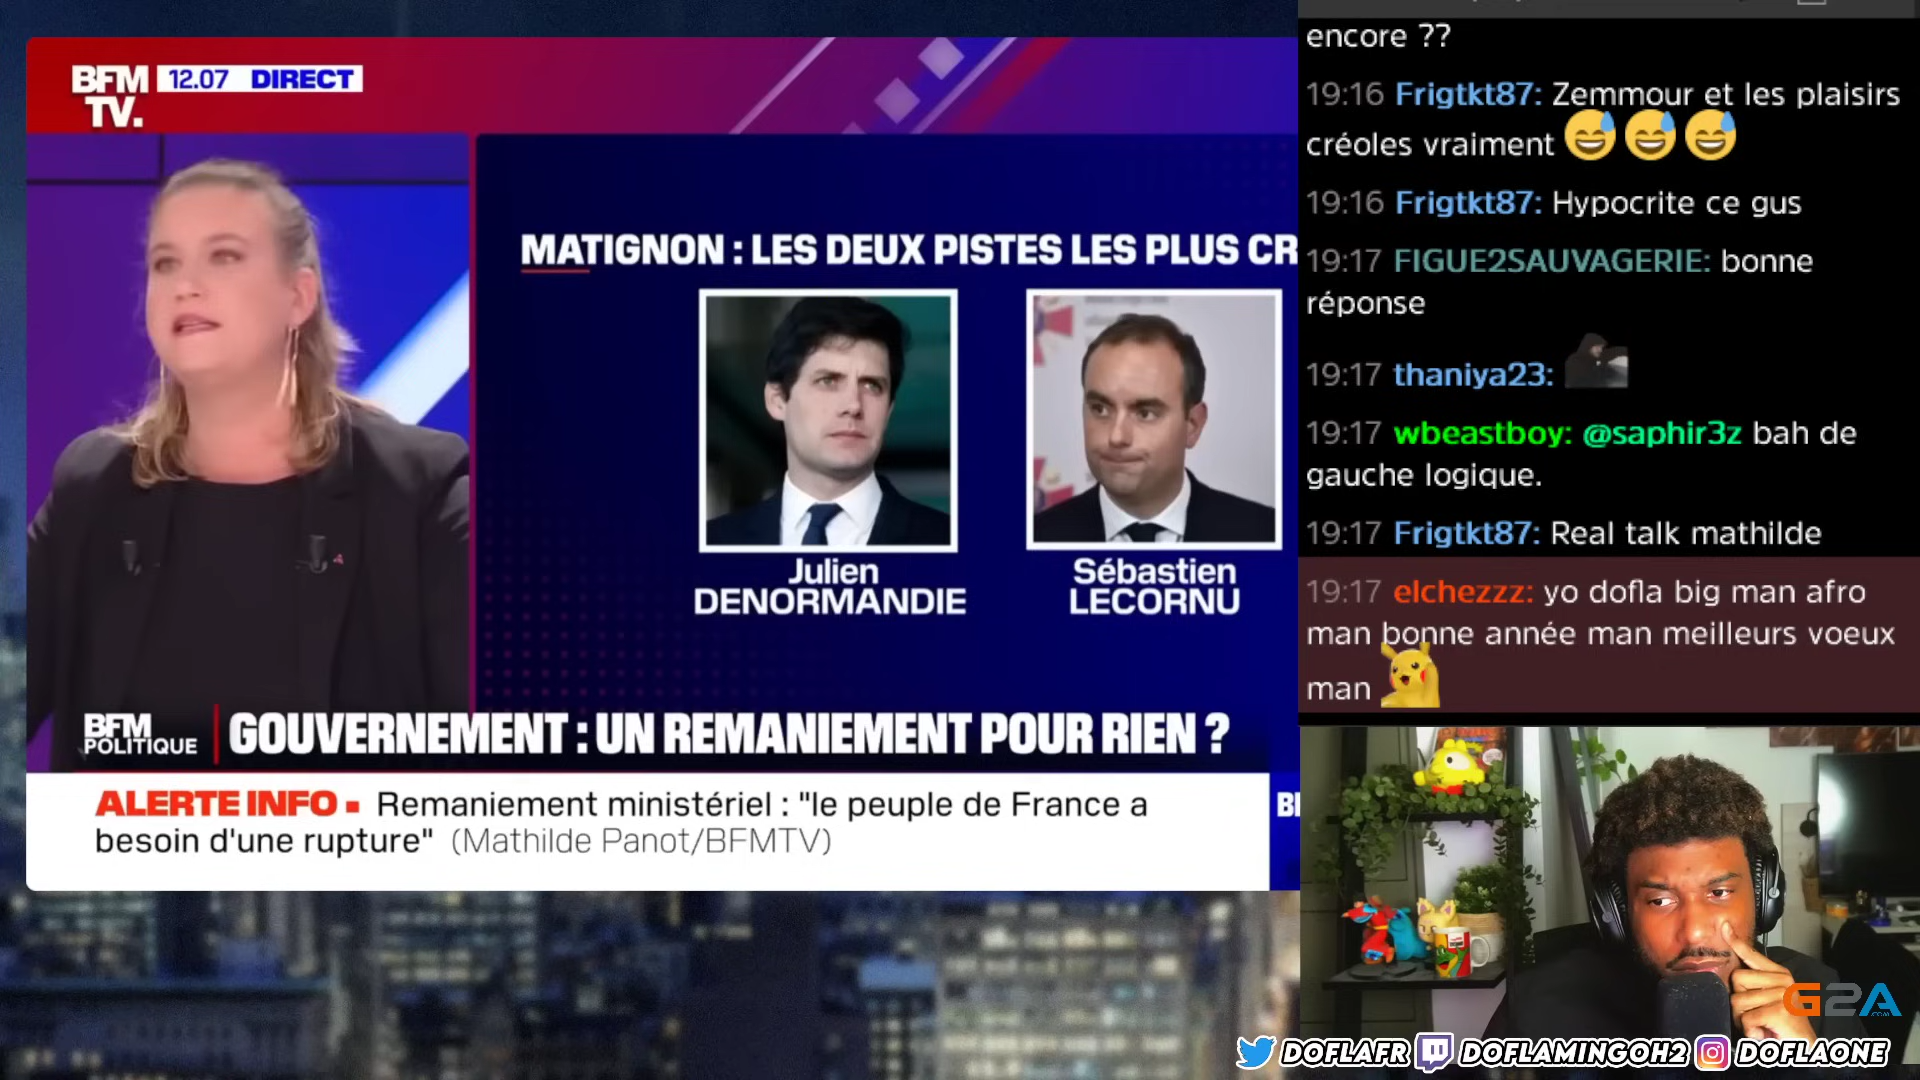 BFM
TV.
12.07 DIRECT
MATIGNON : LES DEUX PISTES LES PLUS CR
Julien
DENORMANDIE
Sébastien
LECORNU
BFM
POLITIQUE
GOUVERNEMENT : UN REMANIEMENT POUR RIEN ?
ALERTE INFO ▪ Remaniement ministériel : "le peuple de France a
besoin d'une rupture" (Mathilde Panot/BFMTV)
encore ??
19:16 Frigtkt87: Zemmour et les plaisirs
créoles vraiment 😅 😅 😅
19:16 Frigtkt87: Hypocrite ce gus
19:17 FIGUE2SAUVAGERIE: bonne
réponse
19:17 thaniya23:
19:17 wbeastboy: @saphir3z bah de
gauche logique.
19:17 Frigtkt87: Real talk mathilde
19:17 elchezzz: yo dofla big man afro
man bonne année man meilleurs voeux
man
G2A
.COM
DOFLAFR DOFLAMINGOH2 DOFLAONE